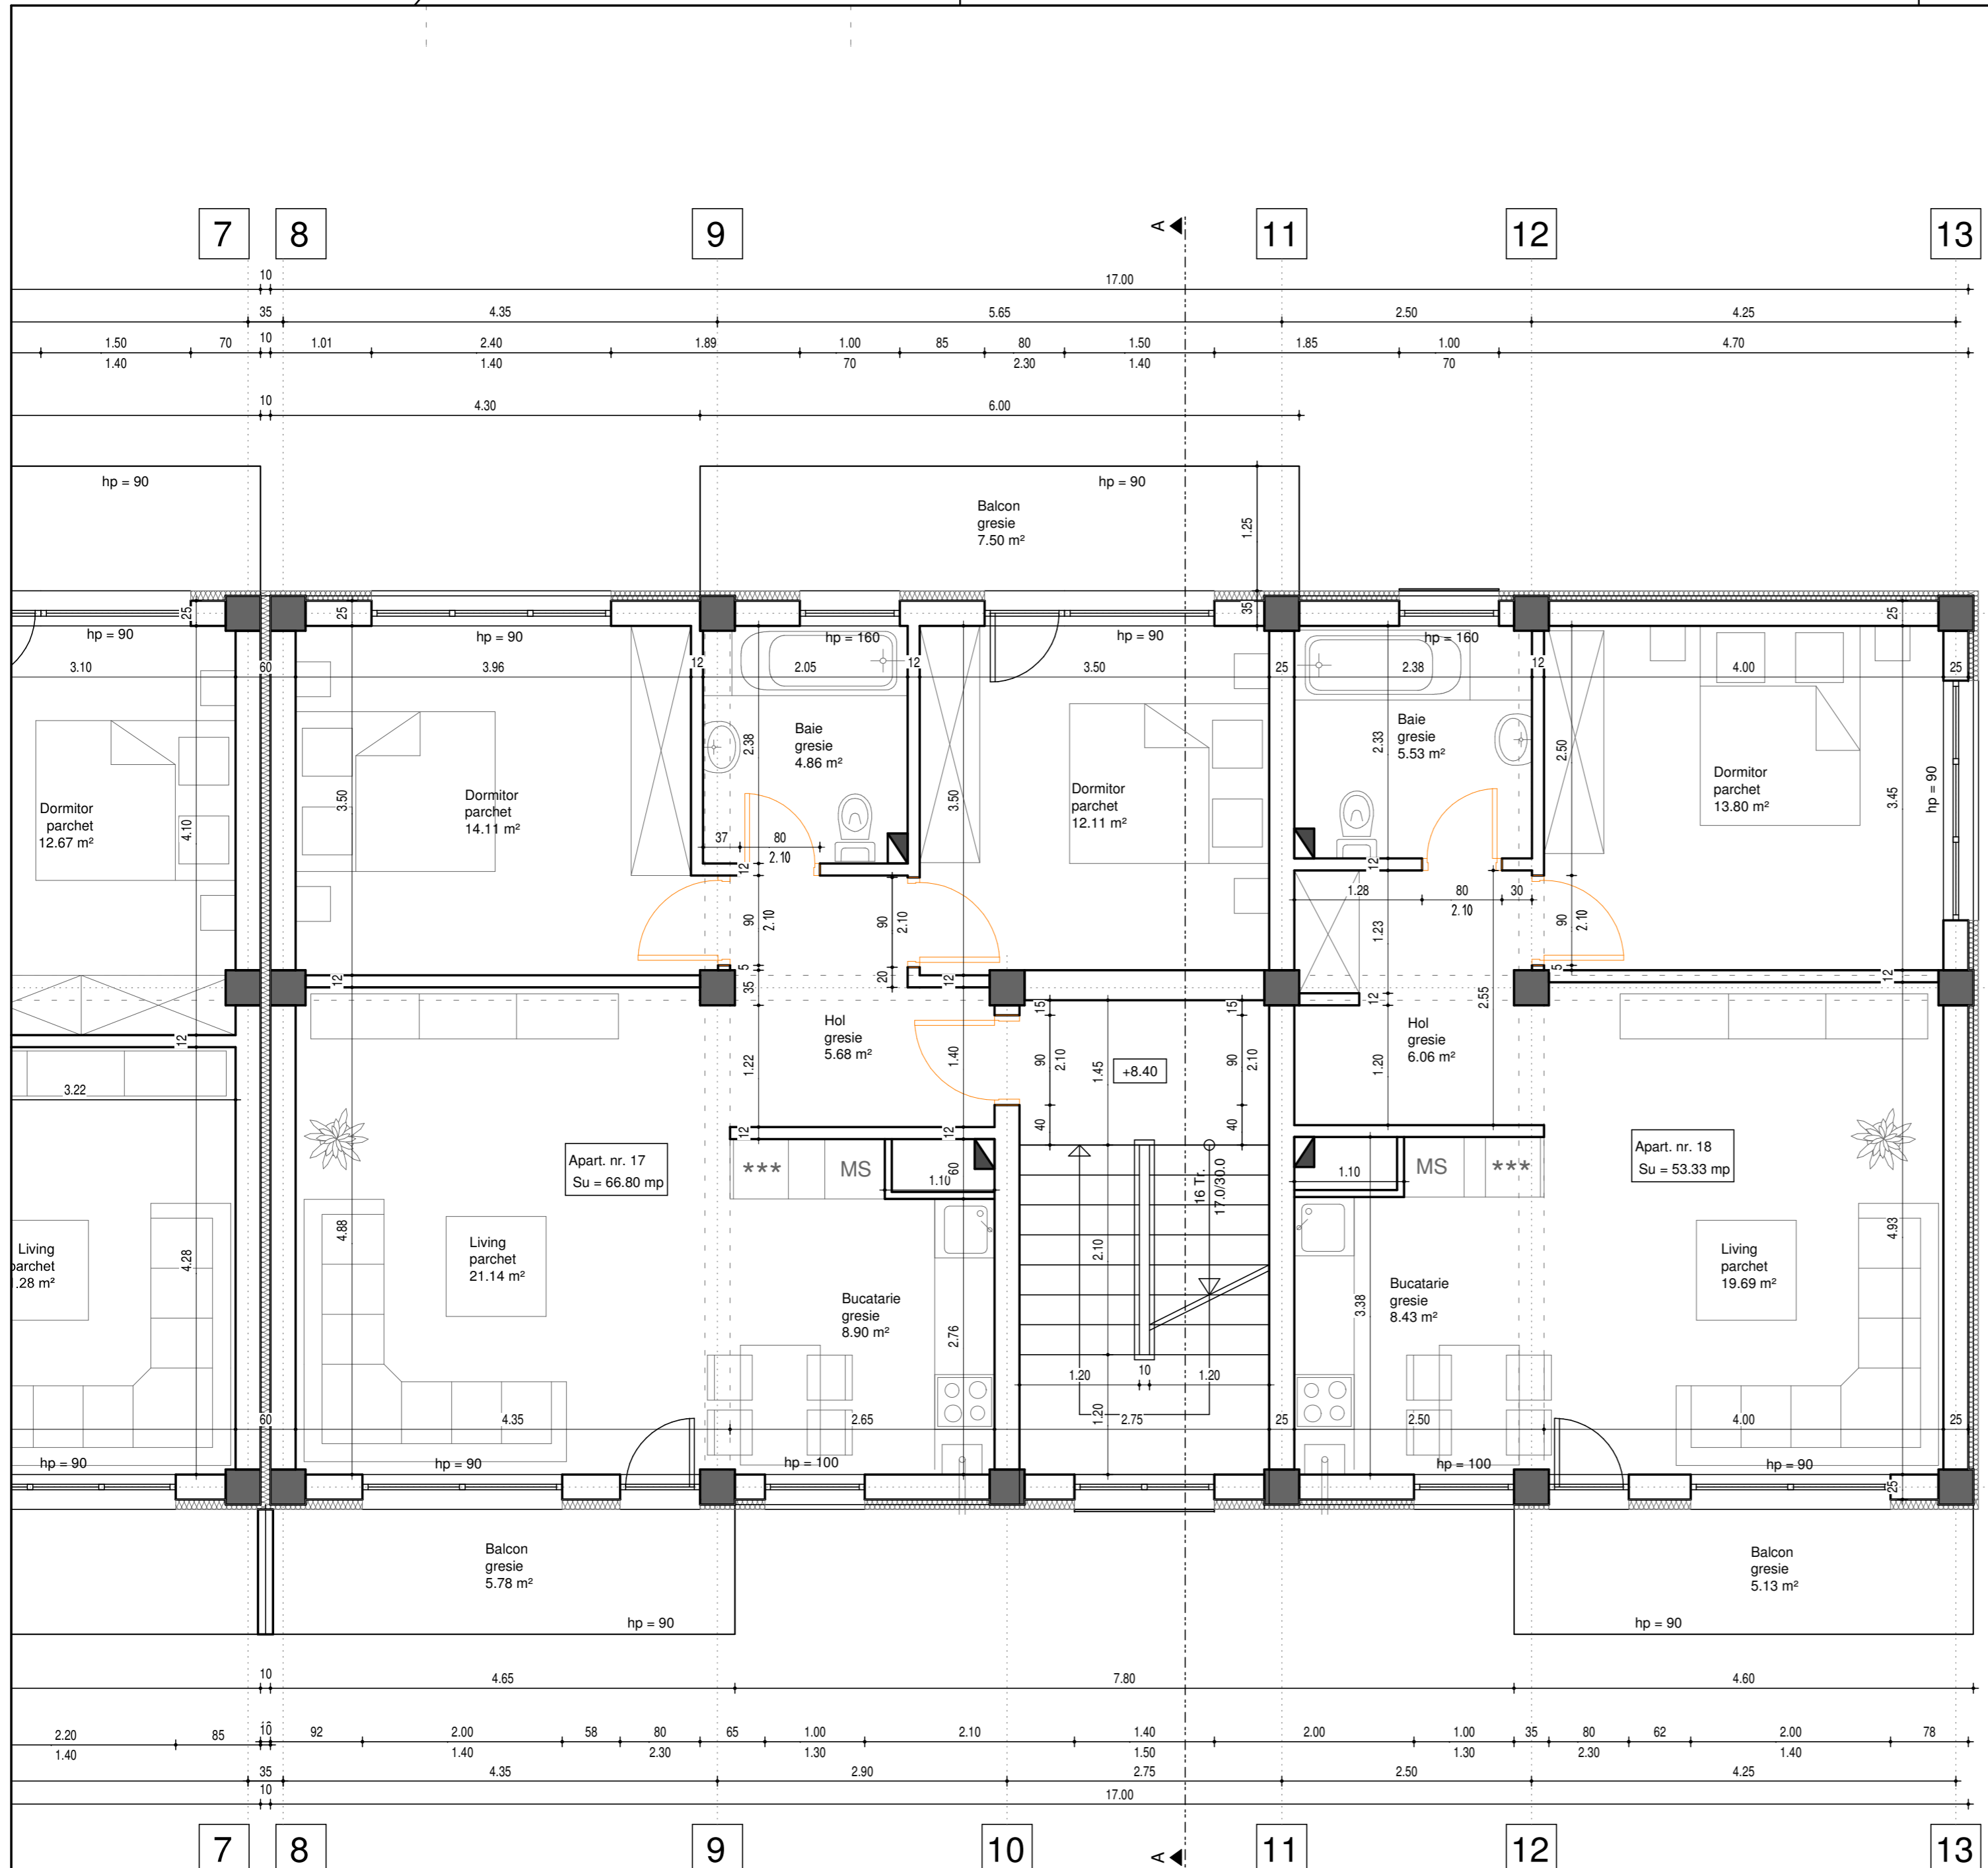 7 8 9 A 11 12 13
10 17.00
35 4.35 5.65 2.50 4.25
1.50 70 10 1.01 2.40 1.89 1.00 85 80 1.50 1.85 1.00 4.70
1.40 1.40 70 2.30 1.40 70
10 4.30 6.00
hp = 90 hp = 90
Balcon
gresie
7.50 m²
1.25
25 25 35 25
hp = 90 hp = 90 hp = 160 hp = 90 hp = 160
3.10 60 3.96 12 2.05 12 3.50 25 2.38 12 4.00 25
Baie
gresie
4.86 m²
2.38
Baie
gresie
5.53 m²
2.33
2.50
Dormitor
parchet
12.67 m²
4.10
3.50
Dormitor
parchet
14.11 m²
3.50
Dormitor
parchet
12.11 m²
Dormitor
parchet
13.80 m²
3.45
hp = 90
37 80
2.10
12 12
1.28 80 30
2.10
90 2.10 90 2.10 1.23 90 2.10
12 5 35 20 12 12 2.55 5 12
12 15 15
Hol
gresie
5.68 m²
1.22
1.40
90 2.10
1.45
+8.40
90 2.10
Hol
gresie
6.06 m²
1.20
3.22
40 40
12 12
Apart. nr. 17
Su = 66.80 mp
*** MS
1.10 60
16 Tr.
17.0/30.0
1.10
MS ***
Apart. nr. 18
Su = 53.33 mp
Living
parchet
.28 m²
4.28
4.88
Living
parchet
21.14 m²
Bucatarie
gresie
8.90 m²
2.76
2.10
Bucatarie
gresie
8.43 m²
3.38
Living
parchet
19.69 m²
4.93
1.20 10 1.20
60 4.35 2.65 1.20 2.75 25 2.50 4.00 25
hp = 90 hp = 90 hp = 100 hp = 100 hp = 90
25
Balcon
gresie
5.78 m²
hp = 90
Balcon
gresie
5.13 m²
hp = 90
10 4.65 7.80 4.60
2.20 85 10 92 2.00 58 80 65 1.00 2.10 1.40 2.00 1.00 35 80 62 2.00 78
1.40 1.40 2.30 1.30 1.50 1.30 2.30 1.40
35 4.35 2.90 2.75 2.50 4.25
10 17.00
7 8 9 10 A 11 12 13